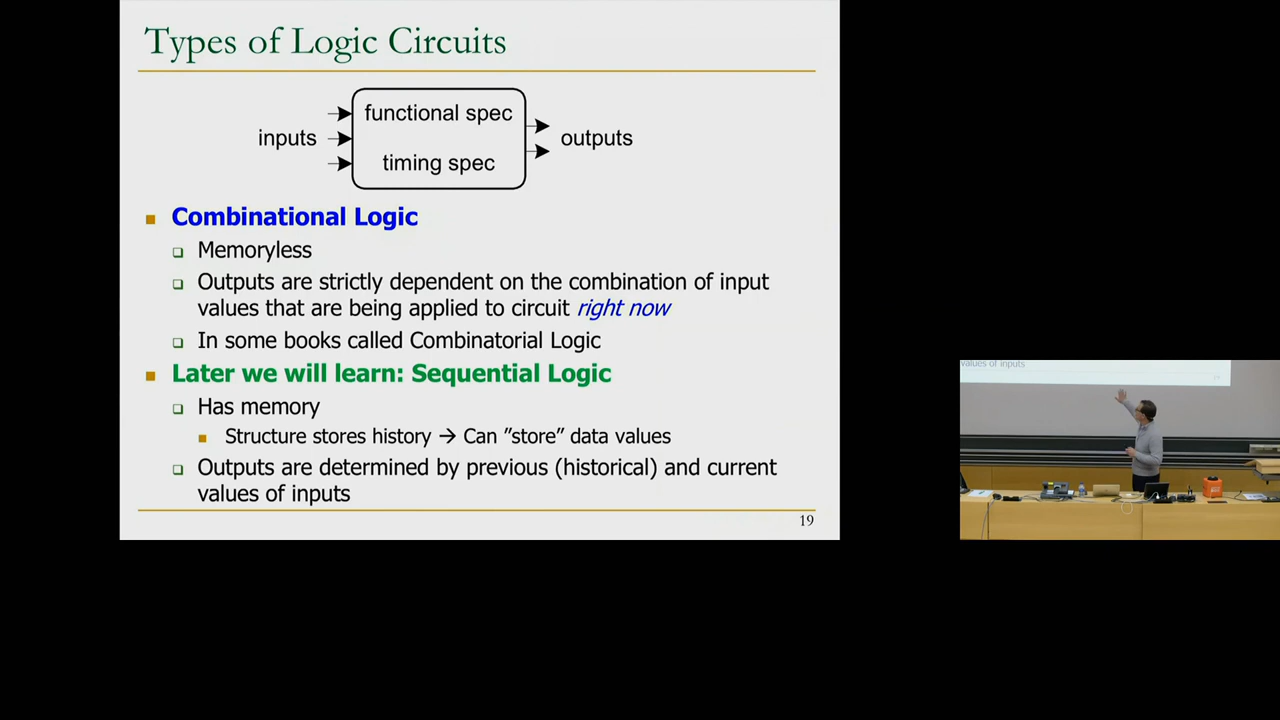 Types of Logic Circuits
functional spec
inputs
outputs
timing spec
Combinational Logic
Memoryless
Outputs are strictly dependent on the combination of input
values that are being applied to circuit right now
In some books called Combinatorial Logic
Later we will learn: Sequential Logic
Has memory
Structure stores history → Can ”store” data values
Outputs are determined by previous (historical) and current
values of inputs
19
values of inputs